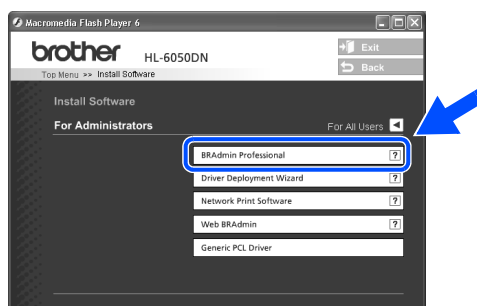 Macromedia Flash Player 6
brother HL-6050DN
Exit
Back
Top Menu >> Install Software
Install Software
For Administrators For All Users
BRAdmin Professional ?
Driver Deployment Wizard ?
Network Print Software ?
Web BRAdmin ?
Generic PCL Driver